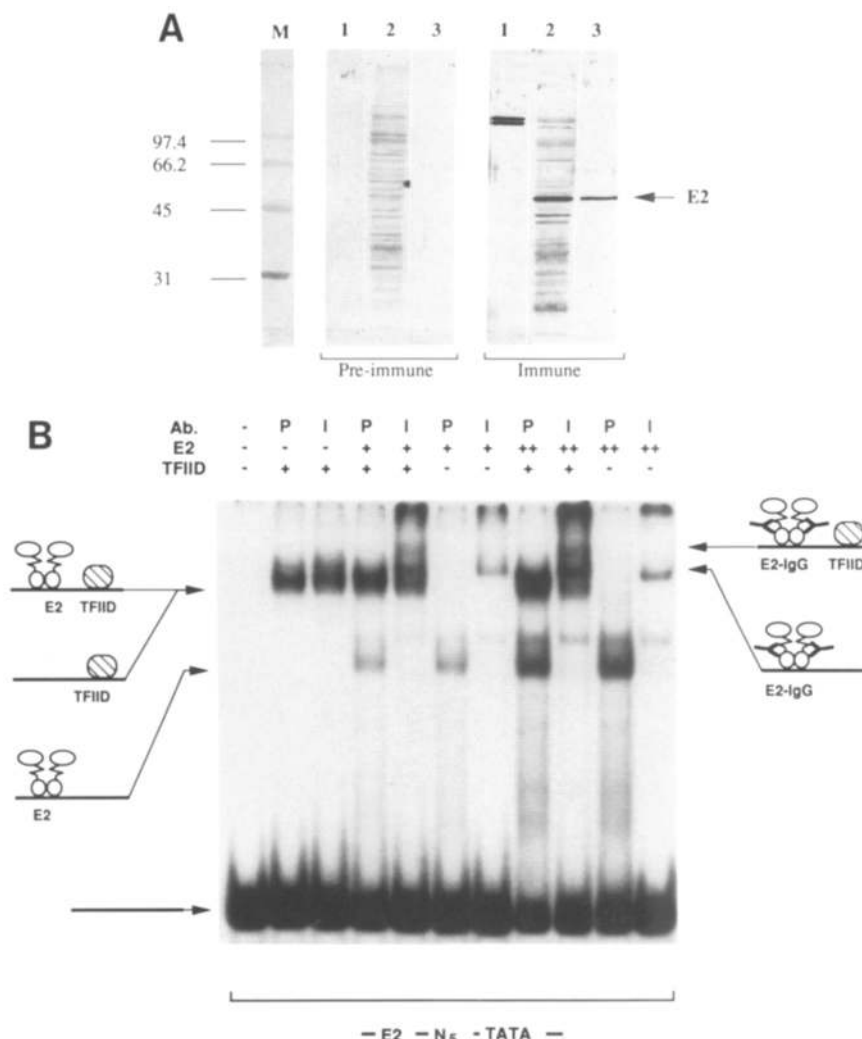 A
M 1 2 3 1 2 3
97.4
66.2
45
31
E2
Pre-immune Immune
B
Ab. - P I P I P I P I P I
E2 - - - + + + + ++ ++ ++ ++
TFIID - + + + + - - + + - -
E2 TFIID
TFIID
E2
E2-IgG TFIID
E2-IgG
— E2 — N5 - TATA —